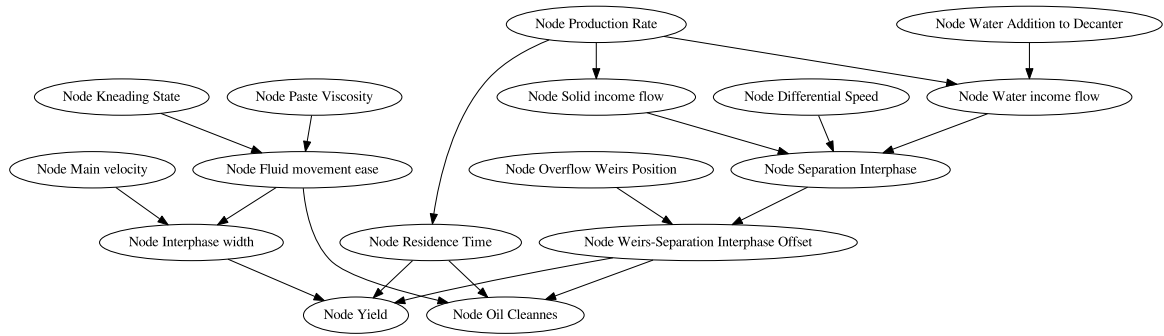 Node Production Rate
Node Water Addition to Decanter
Node Kneading State
Node Paste Viscosity
Node Solid income flow
Node Differential Speed
Node Water income flow
Node Main velocity
Node Fluid movement ease
Node Overflow Weirs Position
Node Separation Interphase
Node Interphase width
Node Residence Time
Node Weirs-Separation Interphase Offset
Node Yield
Node Oil Cleannes